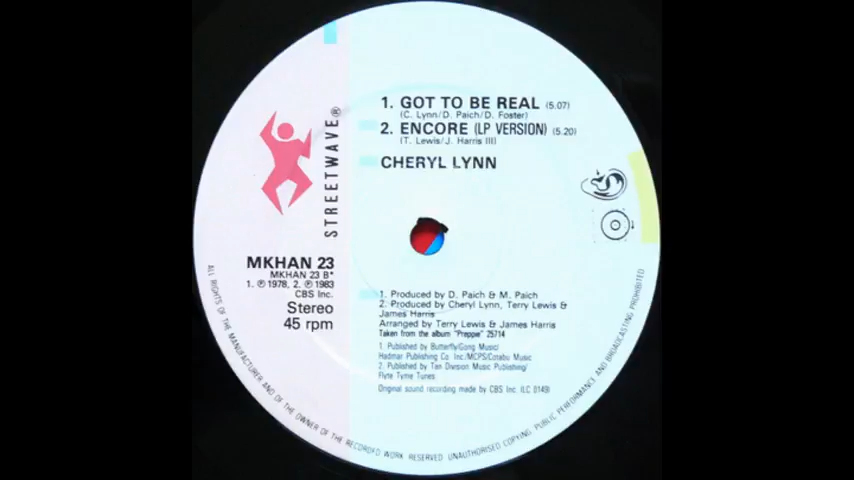 1. GOT TO BE REAL (5.07)
(C. Lynn/D. Paich/D. Foster)
2. ENCORE (LP VERSION) (5.20)
(T. Lewis/J. Harris III)
CHERYL LYNN
STREETWAVE®
MKHAN 23
MKHAN 23 B*
1. ℗ 1978, 2. ℗ 1983
CBS Inc.
Stereo
45 rpm
1. Produced by D. Paich & M. Paich
2. Produced by Cheryl Lynn, Terry Lewis &
James Harris
Arranged by Terry Lewis & James Harris
Taken from the album "Preppie" 25714
1. Published by Butterfly/Gong Music/
Hadmar Publishing Co. Inc./MCPS/Cotabu Music
2. Published by Tan Division Music Publishing/
Flyte Tyme Tunes
Original sound recording made by CBS Inc. (LC 0149)
ALL RIGHTS OF THE MANUFACTURER AND OF THE OWNER OF THE RECORDED WORK RESERVED UNAUTHORISED COPYING, PUBLIC PERFORMANCE AND BROADCASTING PROHIBITED